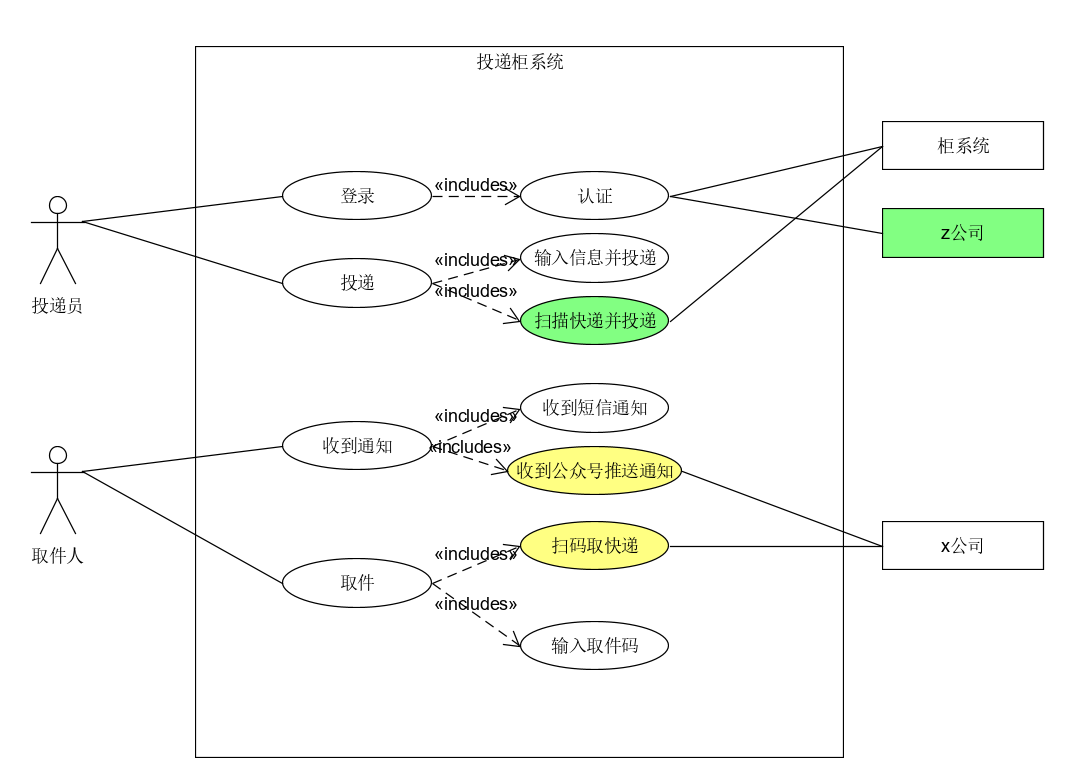 投递柜系统
柜系统
登录
«includes»
认证
z公司
投递员
投递
«includes»
输入信息并投递
«includes»
扫描快递并投递
收到短信通知
«includes»
收到通知
«includes»
收到公众号推送通知
取件人
«includes»
扫码取快递
x公司
取件
«includes»
输入取件码